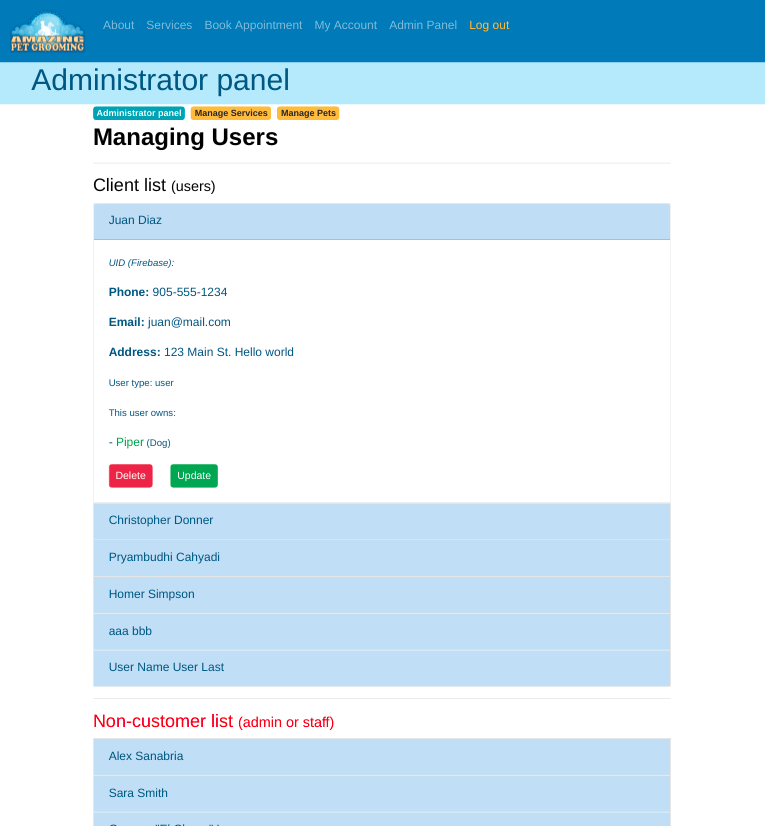 AMAZING
PET GROOMING
About Services Book Appointment My Account Admin Panel Log out
Administrator panel
Administrator panel Manage Services Manage Pets
Managing Users
Client list (users)
Juan Diaz
UID (Firebase):
Phone: 905-555-1234
Email: juan@mail.com
Address: 123 Main St. Hello world
User type: user
This user owns:
- Piper (Dog)
Delete Update
Christopher Donner
Pryambudhi Cahyadi
Homer Simpson
aaa bbb
User Name User Last
Non-customer list (admin or staff)
Alex Sanabria
Sara Smith